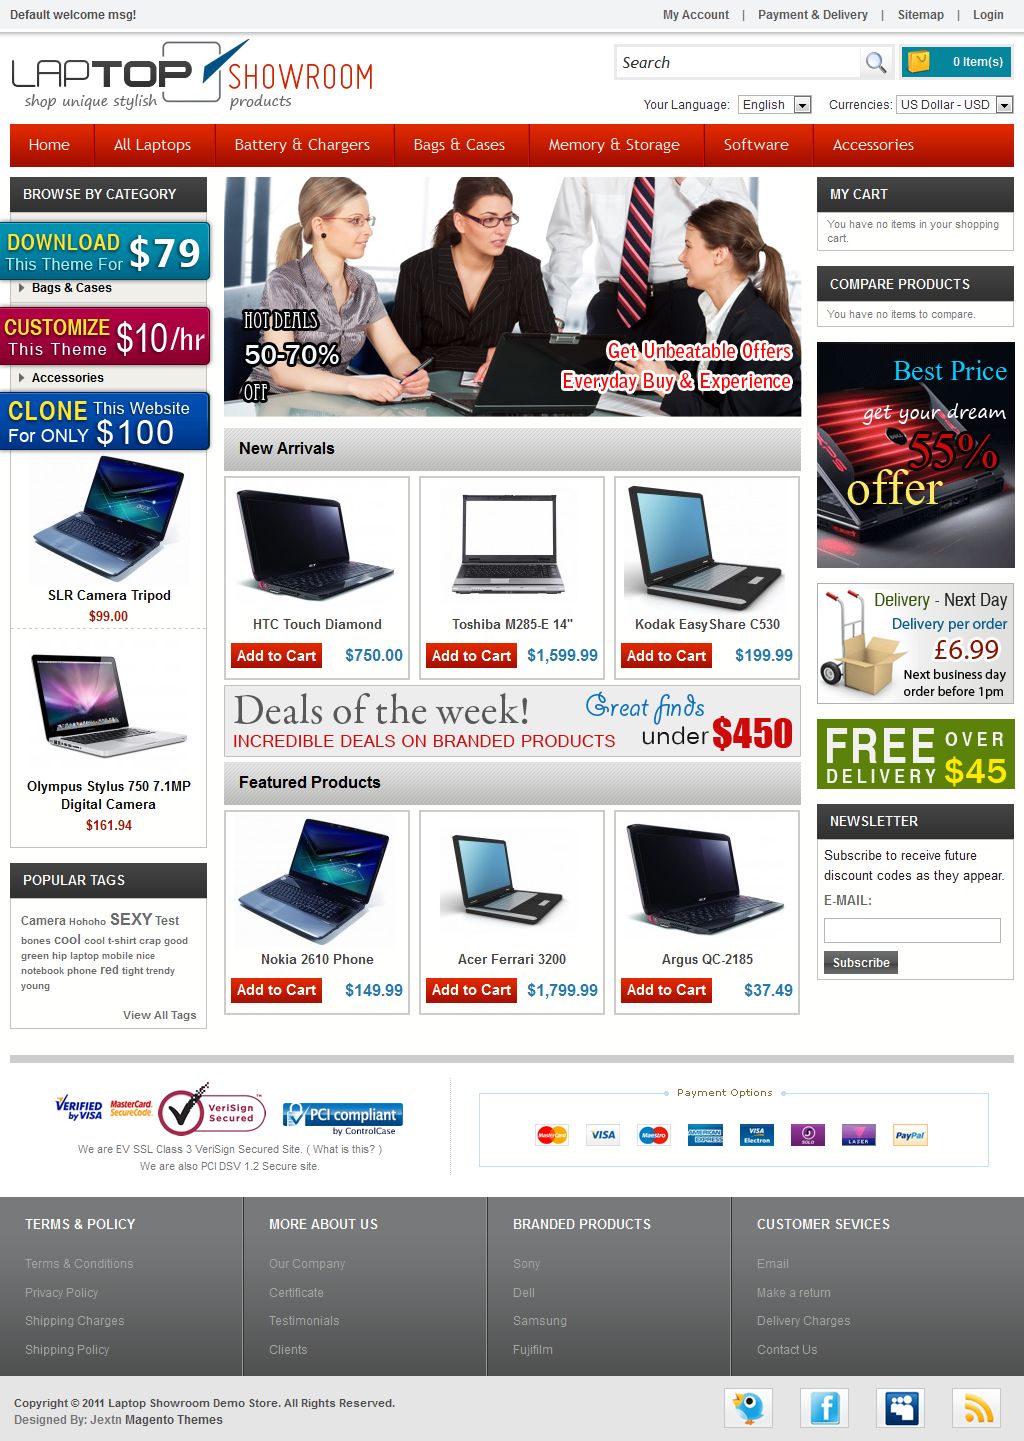 Default welcome msg!
My Account | Payment & Delivery | Sitemap | Login
LAPTOP SHOWROOM
shop unique stylish products
Search
0 Item(s)
Your Language: English
Currencies: US Dollar - USD
Home
All Laptops
Battery & Chargers
Bags & Cases
Memory & Storage
Software
Accessories
BROWSE BY CATEGORY
DOWNLOAD
This Theme For $79
Bags & Cases
CUSTOMIZE
This Theme $10/hr
Accessories
CLONE This Website
For ONLY $100
SLR Camera Tripod
$99.00
Olympus Stylus 750 7.1MP
Digital Camera
$161.94
POPULAR TAGS
Camera Hohoho SEXY Test
bones cool cool t-shirt crap good
green hip laptop mobile nice
notebook phone red tight trendy
young
View All Tags
HOT DEALS
50-70%
OFF
Get Unbeatable Offers
Everyday Buy & Experience
New Arrivals
HTC Touch Diamond
Add to Cart $750.00
Toshiba M285-E 14"
Add to Cart $1,599.99
Kodak EasyShare C530
Add to Cart $199.99
Deals of the week!
INCREDIBLE DEALS ON BRANDED PRODUCTS
Great finds
under $450
Featured Products
Nokia 2610 Phone
Add to Cart $149.99
Acer Ferrari 3200
Add to Cart $1,799.99
Argus QC-2185
Add to Cart $37.49
MY CART
You have no items in your shopping
cart.
COMPARE PRODUCTS
You have no items to compare.
Best Price
get your dream
55%
offer
Delivery - Next Day
Delivery per order
£6.99
Next business day
order before 1pm
FREE
DELIVERY
OVER
$45
NEWSLETTER
Subscribe to receive future
discount codes as they appear.
E-MAIL:
Subscribe
VERIFIED
by VISA
MasterCard.
SecureCode.
VeriSign
Secured
PCI compliant
by ControlCase
We are EV SSL Class 3 VeriSign Secured Site. ( What is this? )
We are also PCI DSV 1.2 Secure site.
Payment Options
MasterCard
VISA
Maestro
AMERICAN EXPRESS
VISA Electron
SOLO
LASER
PayPal
TERMS & POLICY
Terms & Conditions
Privacy Policy
Shipping Charges
Shipping Policy
MORE ABOUT US
Our Company
Certificate
Testimonials
Clients
BRANDED PRODUCTS
Sony
Dell
Samsung
Fujifilm
CUSTOMER SEVICES
Email
Make a return
Delivery Charges
Contact Us
Copyright © 2011 Laptop Showroom Demo Store. All Rights Reserved.
Designed By: Jextn Magento Themes